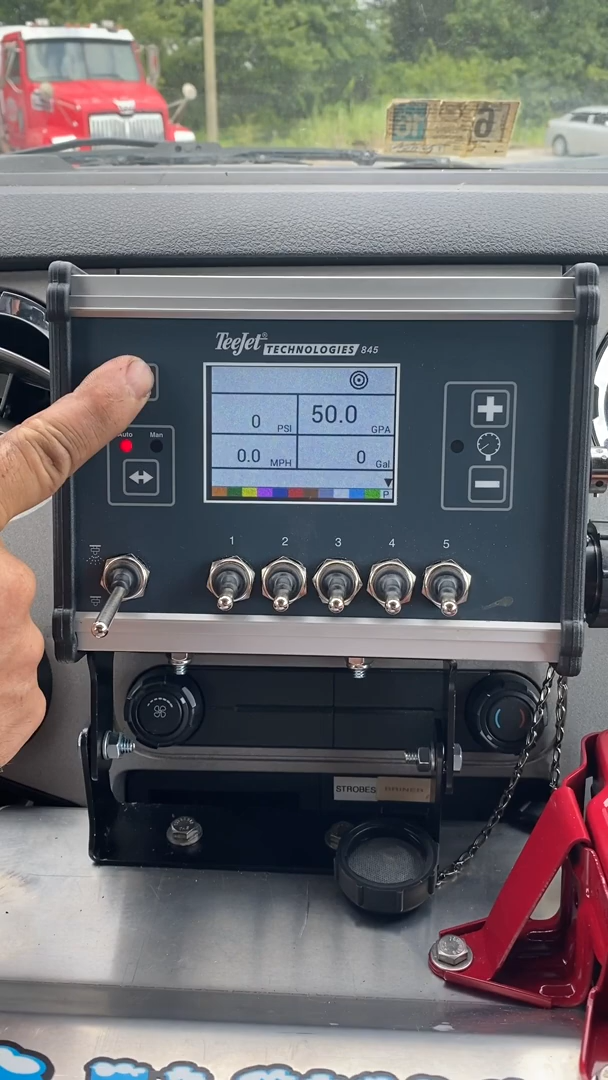 TeeJet®
TECHNOLOGIES 845
0 PSI
50.0 GPA
0.0 MPH
0 Gal
P
Auto Man
1 2 3 4 5
STROBES